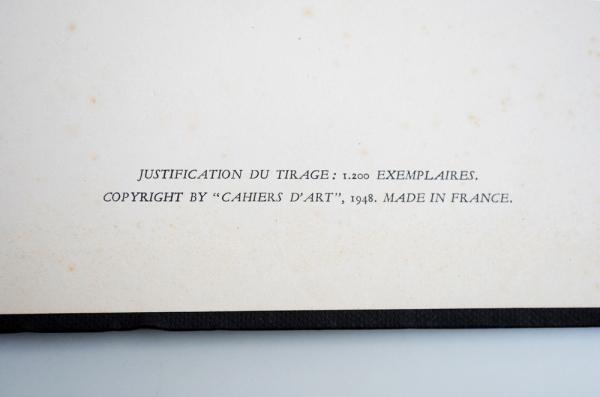 JUSTIFICATION DU TIRAGE : 1.200 EXEMPLAIRES.
COPYRIGHT BY “CAHIERS D'ART”, 1948. MADE IN FRANCE.